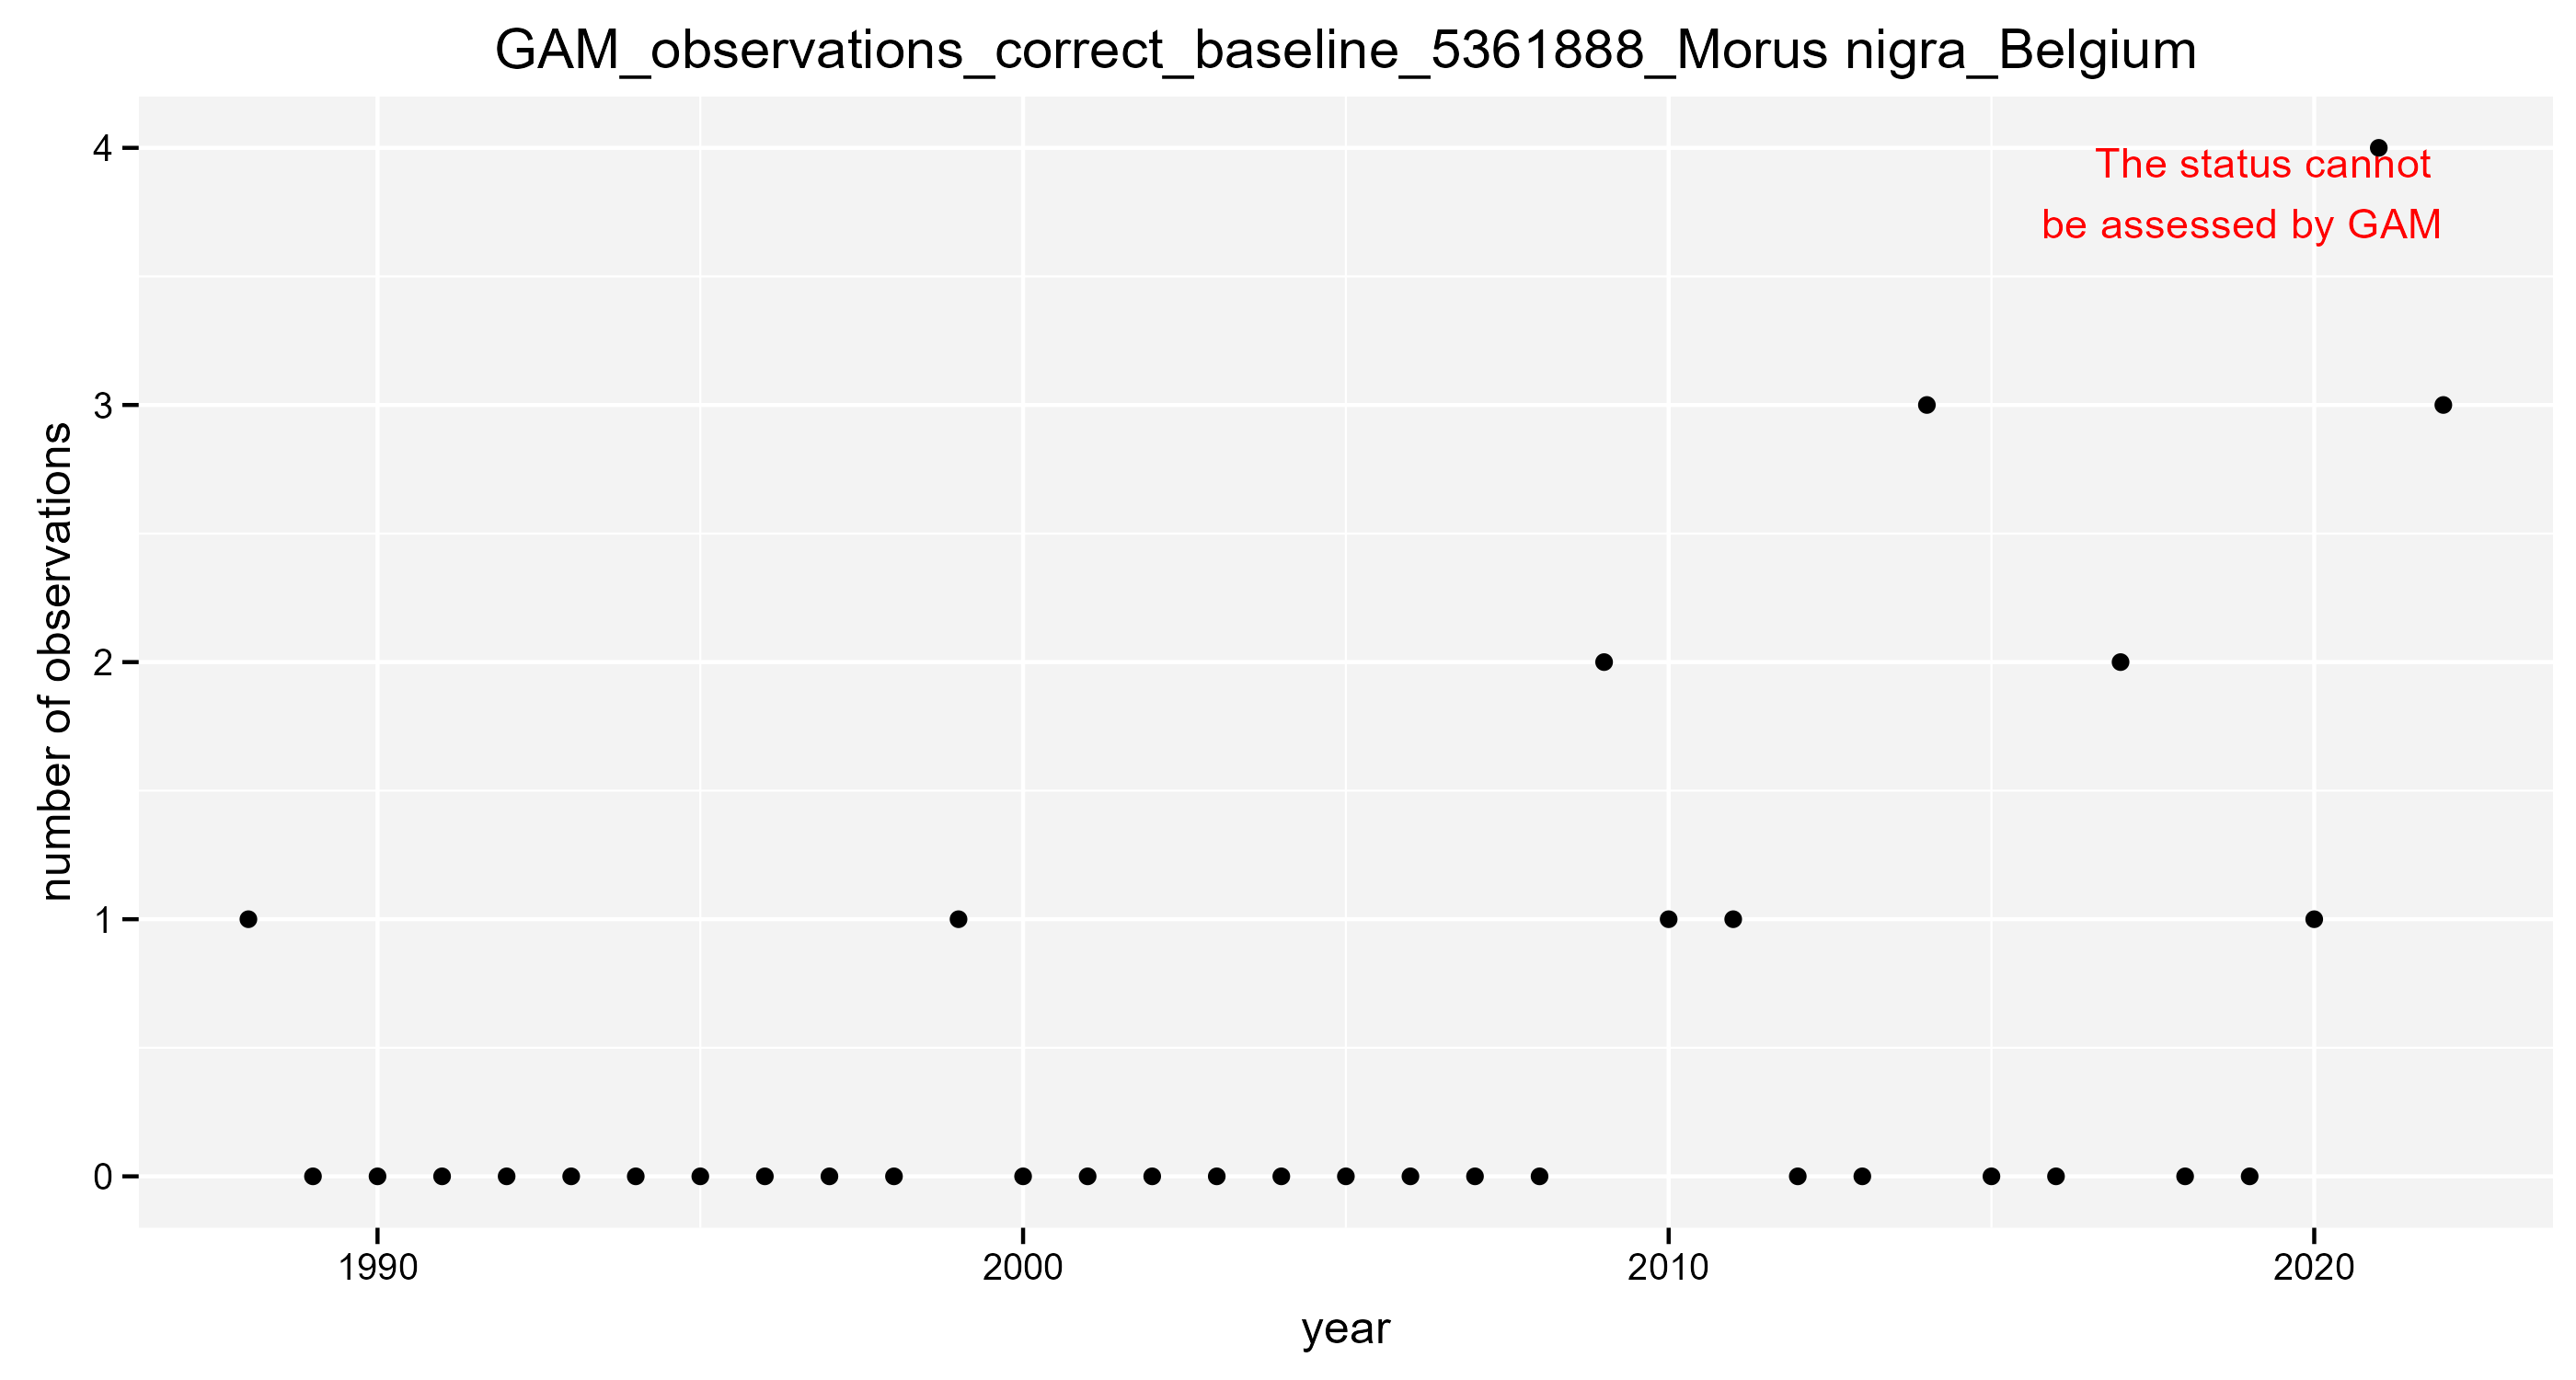 GAM_observations_correct_baseline_5361888_Morus nigra_Belgium
4
The status cannot
be assessed by GAM
3
2
1
0
number of observations
1990 2000 2010 2020
year